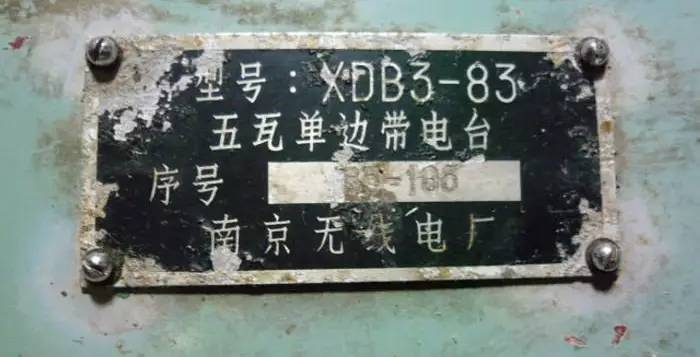 型号：XDB3-83
五瓦单边带电台
序号
南京无线电厂